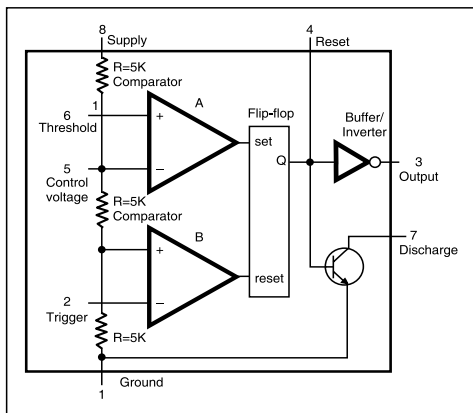 8
Supply
4
Reset
R=5K
Comparator
6
1
Threshold
+
A
Flip-flop
Buffer/
Inverter
set
5
Control
voltage
–
Q
3
Output
R=5K
Comparator
B
7
Discharge
+
reset
2
Trigger
–
R=5K
Ground
1